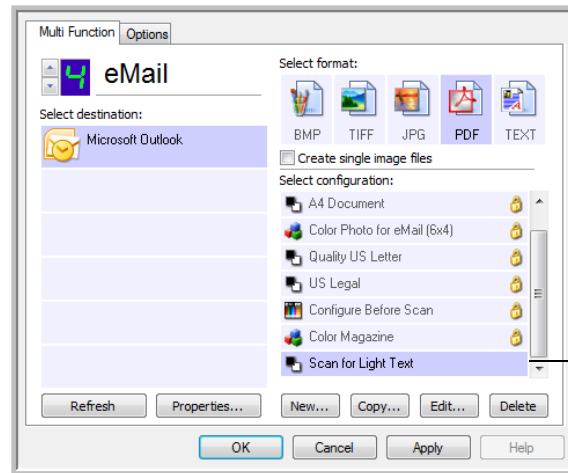 Multi Function Options
4 eMail
Select destination:
Microsoft Outlook
Refresh Properties...
Select format:
BMP TIFF JPG PDF TEXT
Create single image files
Select configuration:
A4 Document
Color Photo for eMail (6x4)
Quality US Letter
US Legal
Configure Before Scan
Color Magazine
Scan for Light Text
New... Copy... Edit... Delete
OK Cancel Apply Help